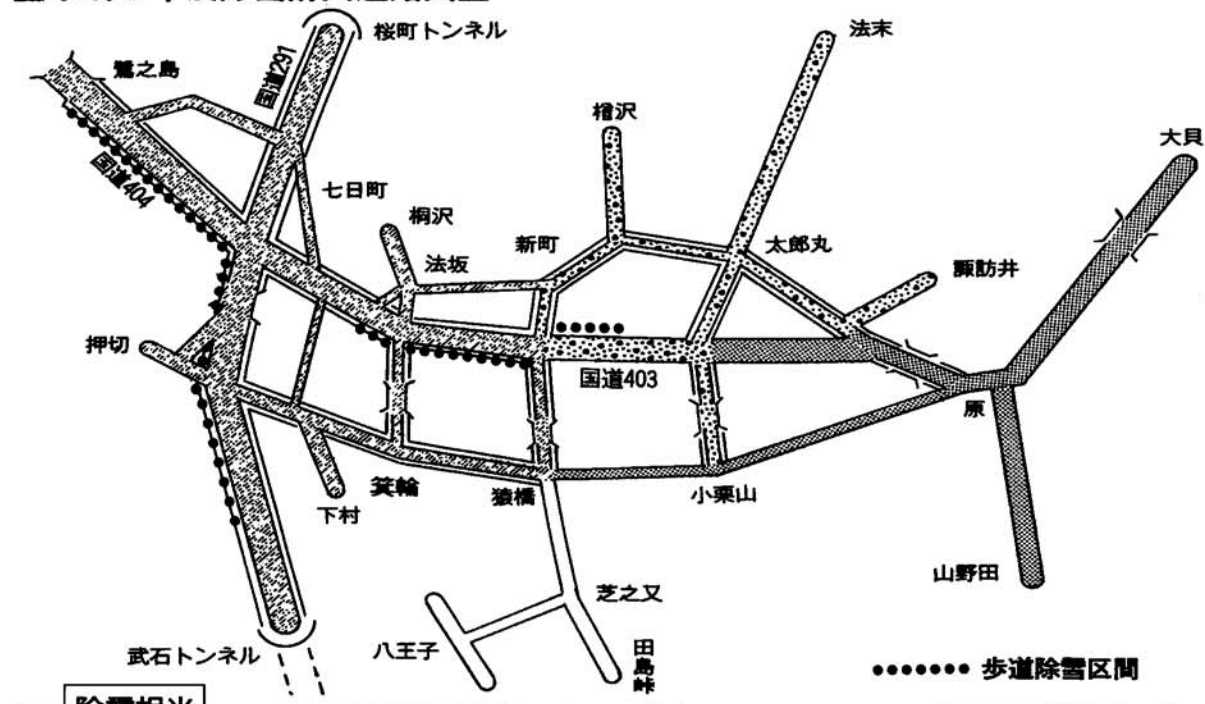 桜町トンネル
法末
鷺之島
国道291
楢沢
大貝
国道404
七日町
桐沢
新町
太郎丸
法坂
諏訪井
押切
国道403
原
箕輪
猿橋
小栗山
下村
山野田
芝之又
武石トンネル
八王子
田島峠
歩道除雪区間